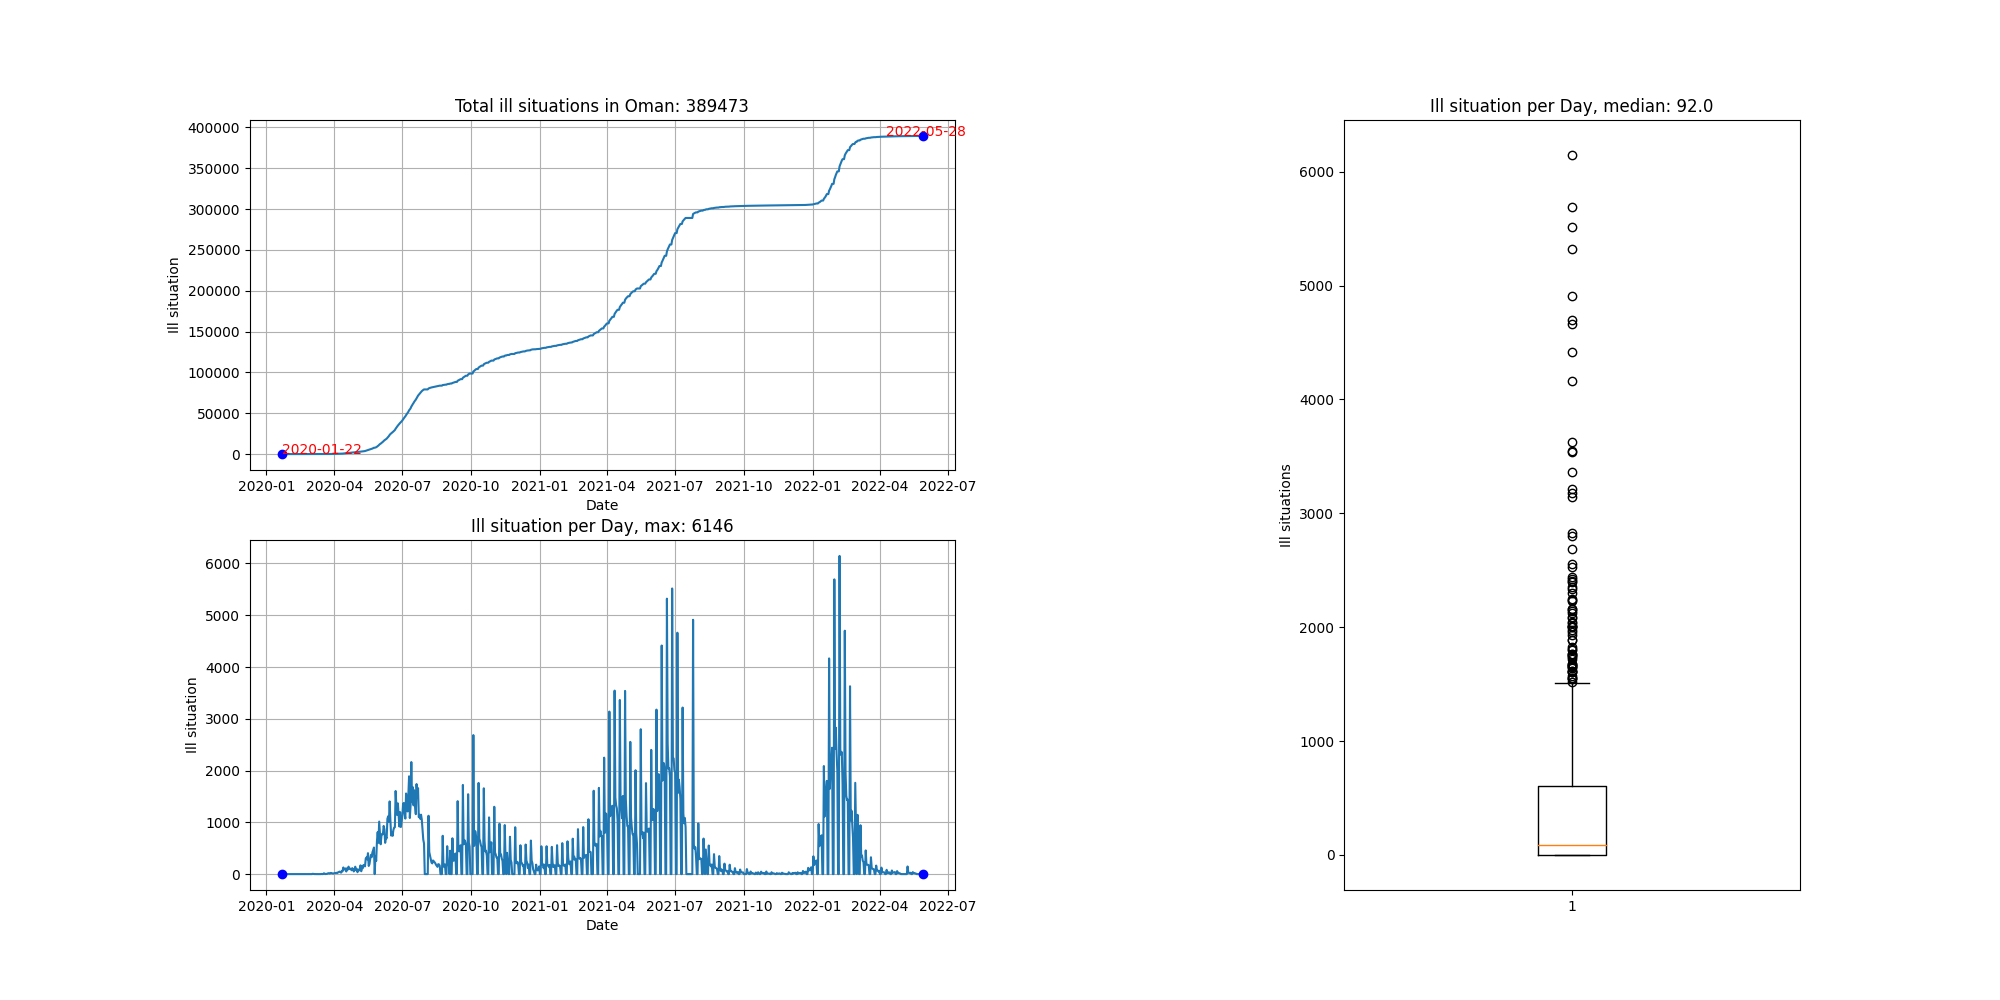 Total ill situations in Oman: 389473
400000
350000
300000
250000
200000
150000
100000
50000
0
Ill situation
2020-01-22
2022-05-28
2020-01 2020-04 2020-07 2020-10 2021-01 2021-04 2021-07 2021-10 2022-01 2022-04 2022-07
Date
Ill situation per Day, max: 6146
6000
5000
4000
3000
2000
1000
0
Ill situation
2020-01 2020-04 2020-07 2020-10 2021-01 2021-04 2021-07 2021-10 2022-01 2022-04 2022-07
Date
Ill situation per Day, median: 92.0
6000
5000
4000
3000
2000
1000
0
Ill situations
1